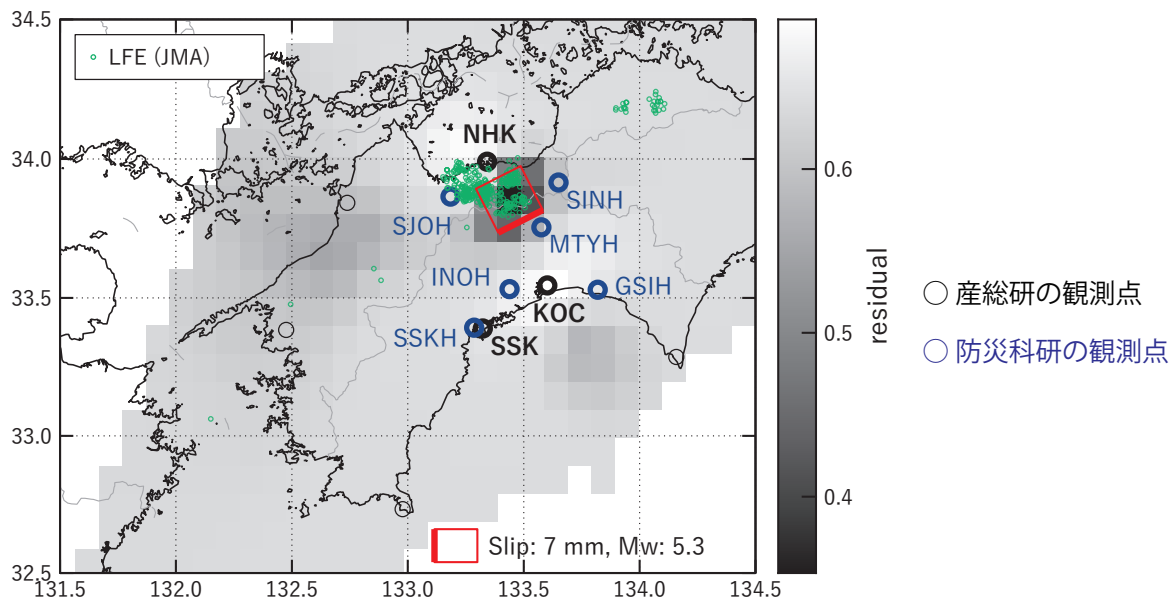 34.5
LFE (JMA)
NHK
34.0
0.6
SINH
SJOH
MTYH
INOH
GSIH
33.5
KOC
SSKH
SSK
residual
0.5
○ 産総研の観測点
○ 防災科研の観測点
33.0
0.4
Slip: 7 mm, Mw: 5.3
32.5
131.5 132.0 132.5 133.0 133.5 134.0 134.5